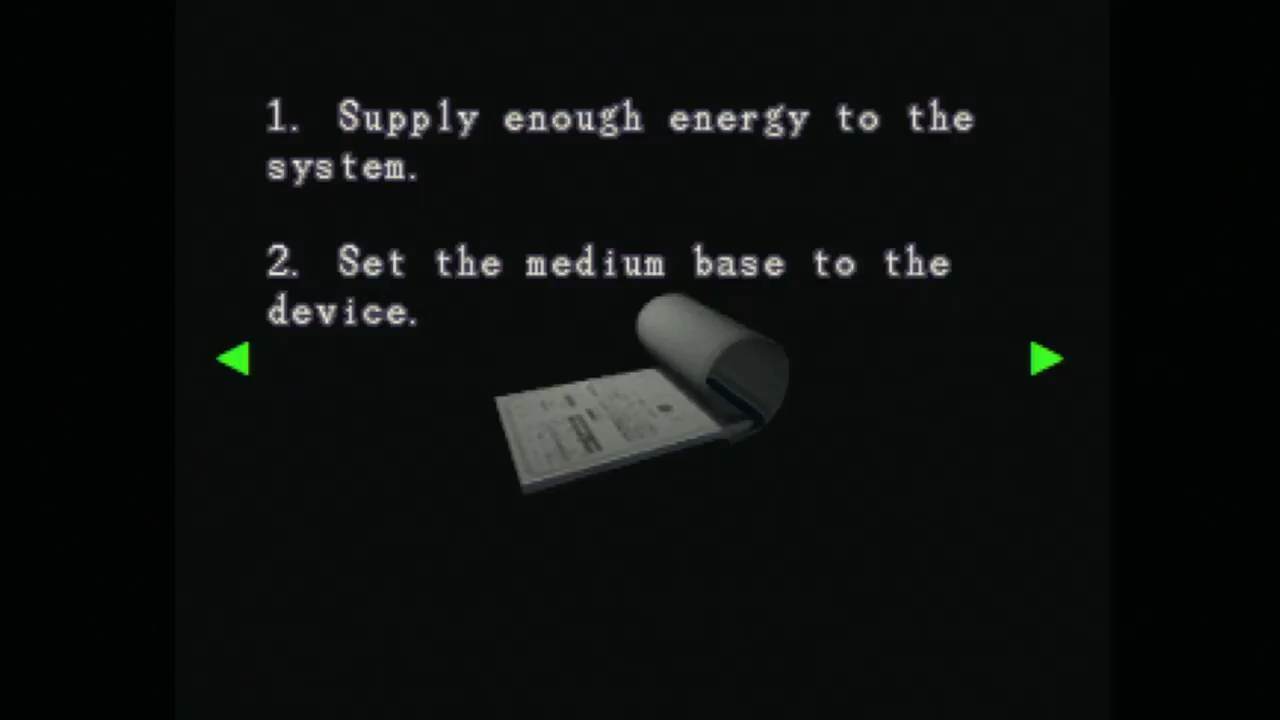 1. Supply enough energy to the
system.
2. Set the medium base to the
device.